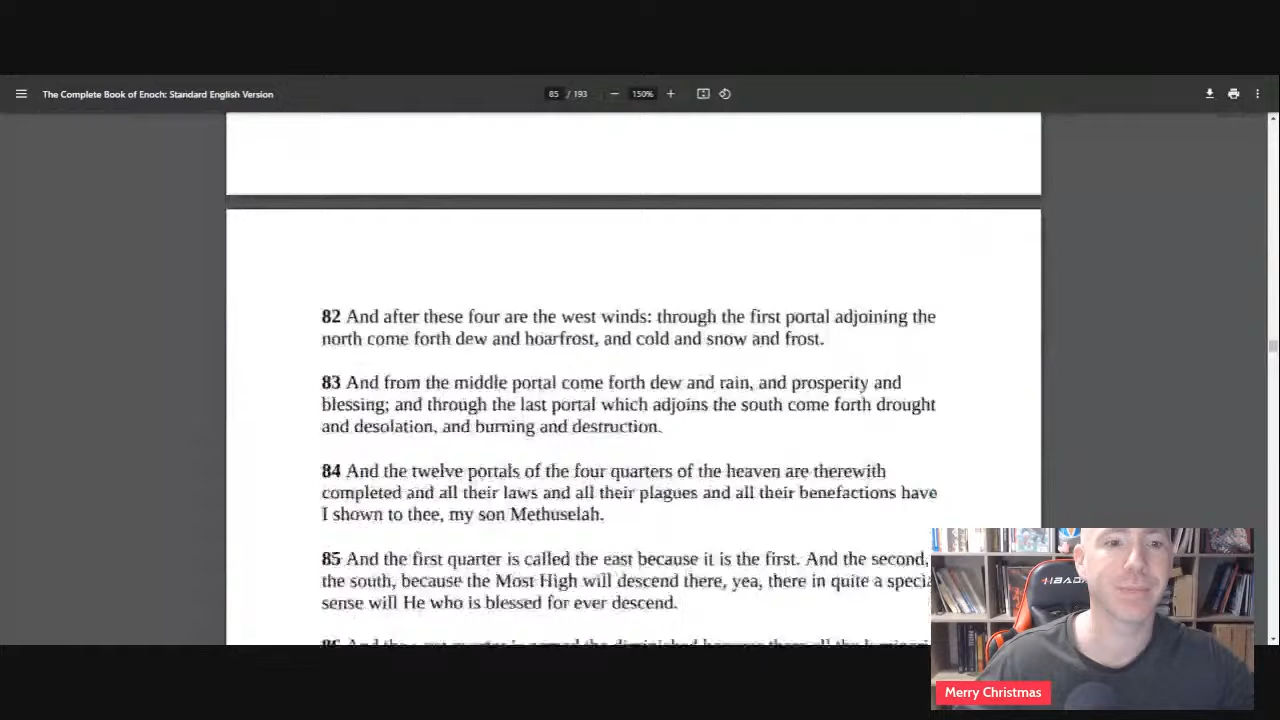 The Complete Book of Enoch: Standard English Version
85 / 193
150%
82 And after these four are the west winds: through the first portal adjoining the
north come forth dew and hoarfrost, and cold and snow and frost.
83 And from the middle portal come forth dew and rain, and prosperity and
blessing; and through the last portal which adjoins the south come forth drought
and desolation, and burning and destruction.
84 And the twelve portals of the four quarters of the heaven are therewith
completed and all their laws and all their plagues and all their benefactions have
I shown to thee, my son Methuselah.
85 And the first quarter is called the east because it is the first. And the second,
the south, because the Most High will descend there, yea, there in quite a specia
sense will He who is blessed for ever descend.
Merry Christmas